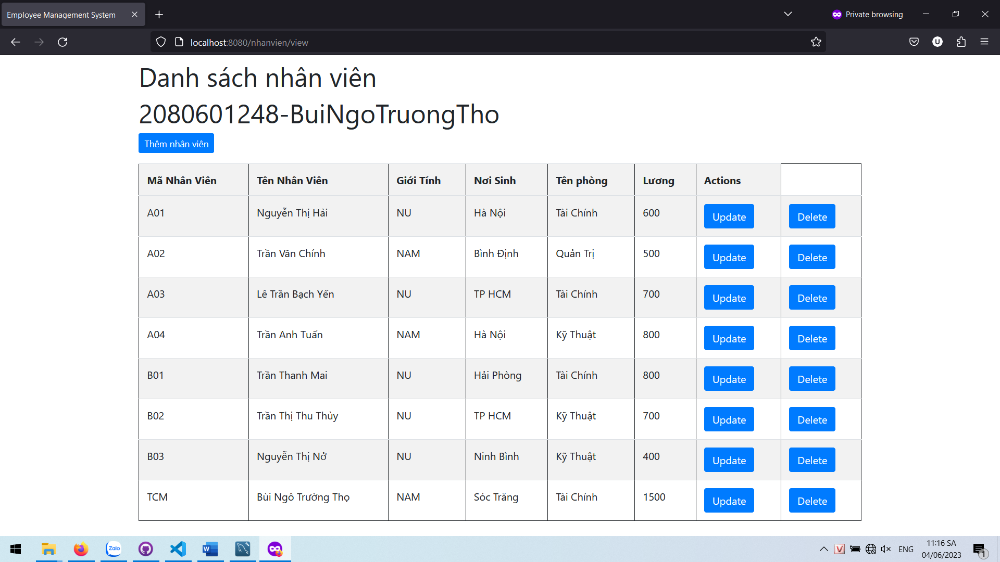 Employee Management System
Private browsing
localhost:8080/nhanvien/view
U
Danh sách nhân viên
2080601248-BuiNgoTruongTho
Thêm nhân viên
Mã Nhân Viên Tên Nhân Viên Giới Tính Nơi Sinh Tên phòng Lương Actions
A01 Nguyễn Thị Hải NU Hà Nội Tài Chính 600 Update Delete
A02 Trần Văn Chính NAM Bình Định Quản Trị 500 Update Delete
A03 Lê Trần Bạch Yến NU TP HCM Tài Chính 700 Update Delete
A04 Trần Anh Tuấn NAM Hà Nội Kỹ Thuật 800 Update Delete
B01 Trần Thanh Mai NU Hải Phòng Tài Chính 800 Update Delete
B02 Trần Thị Thu Thủy NU TP HCM Kỹ Thuật 700 Update Delete
B03 Nguyễn Thị Nở NU Ninh Bình Kỹ Thuật 400 Update Delete
TCM Bùi Ngô Trường Thọ NAM Sóc Trăng Tài Chính 1500 Update Delete
Zalo
W
V
ENG
11:16 SA
04/06/2023
1